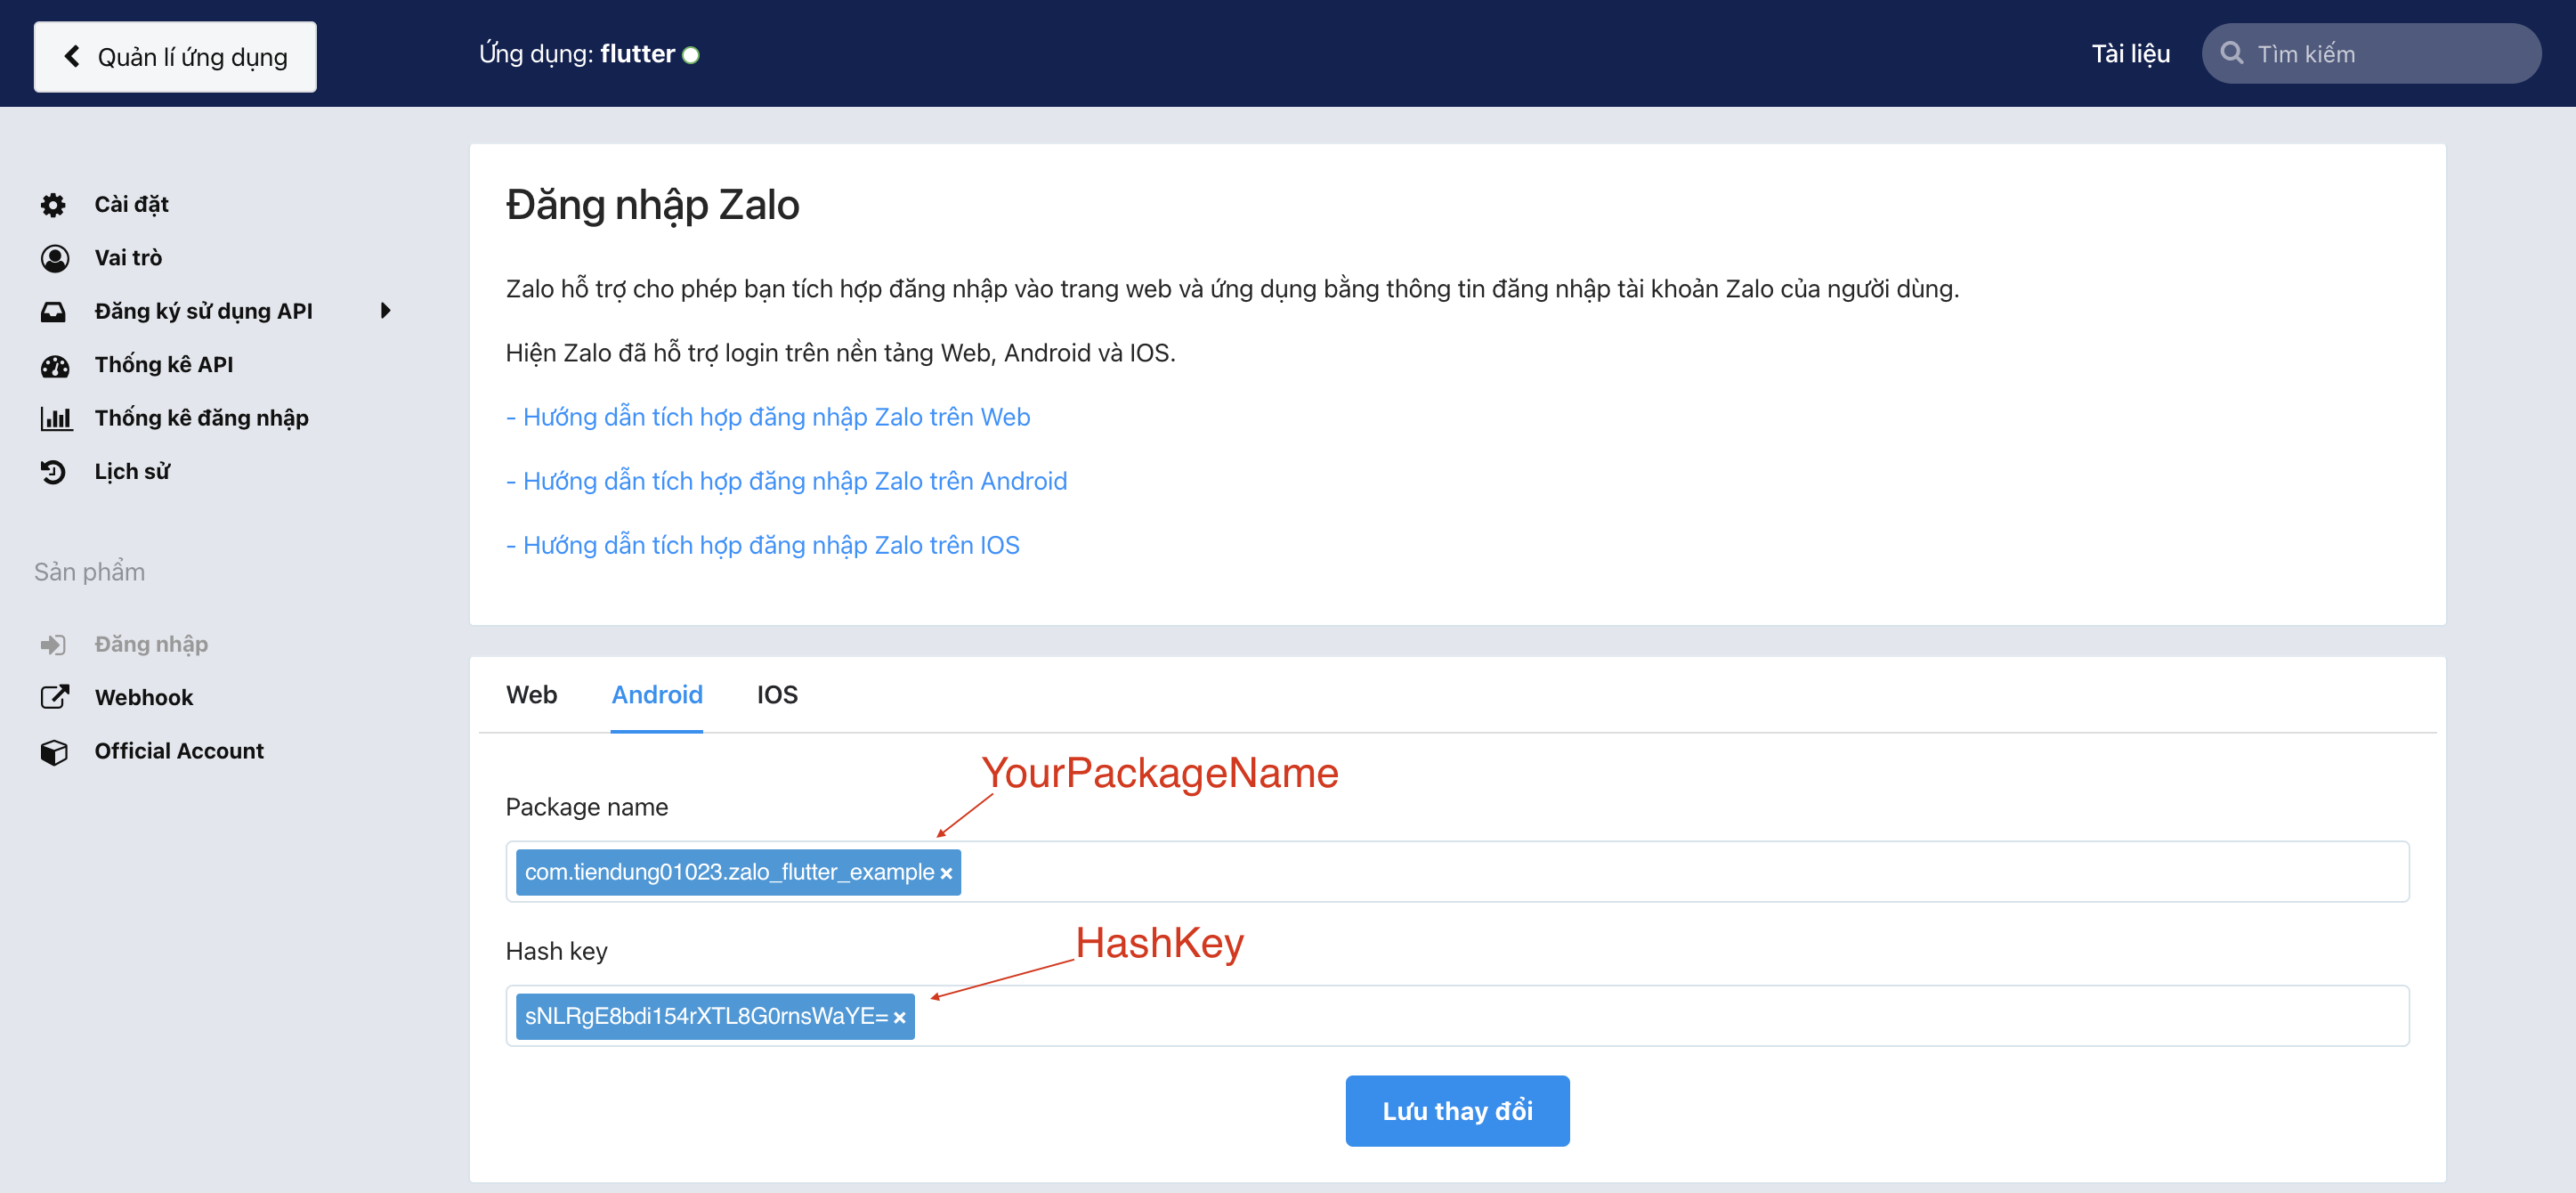 Quản lí ứng dụng
Ứng dụng: flutter
Tài liệu
Tìm kiếm
Cài đặt
Vai trò
Đăng ký sử dụng API
Thống kê API
Thống kê đăng nhập
Lịch sử
Sản phẩm
Đăng nhập
Webhook
Official Account
Đăng nhập Zalo
Zalo hỗ trợ cho phép bạn tích hợp đăng nhập vào trang web và ứng dụng bằng thông tin đăng nhập tài khoản Zalo của người dùng.
Hiện Zalo đã hỗ trợ login trên nền tảng Web, Android và IOS.
- Hướng dẫn tích hợp đăng nhập Zalo trên Web
- Hướng dẫn tích hợp đăng nhập Zalo trên Android
- Hướng dẫn tích hợp đăng nhập Zalo trên IOS
Web Android IOS
YourPackageName
Package name
com.tiendung01023.zalo_flutter_example ×
HashKey
Hash key
sNLRgE8bdi154rXTL8G0rnsWaYE= ×
Lưu thay đổi